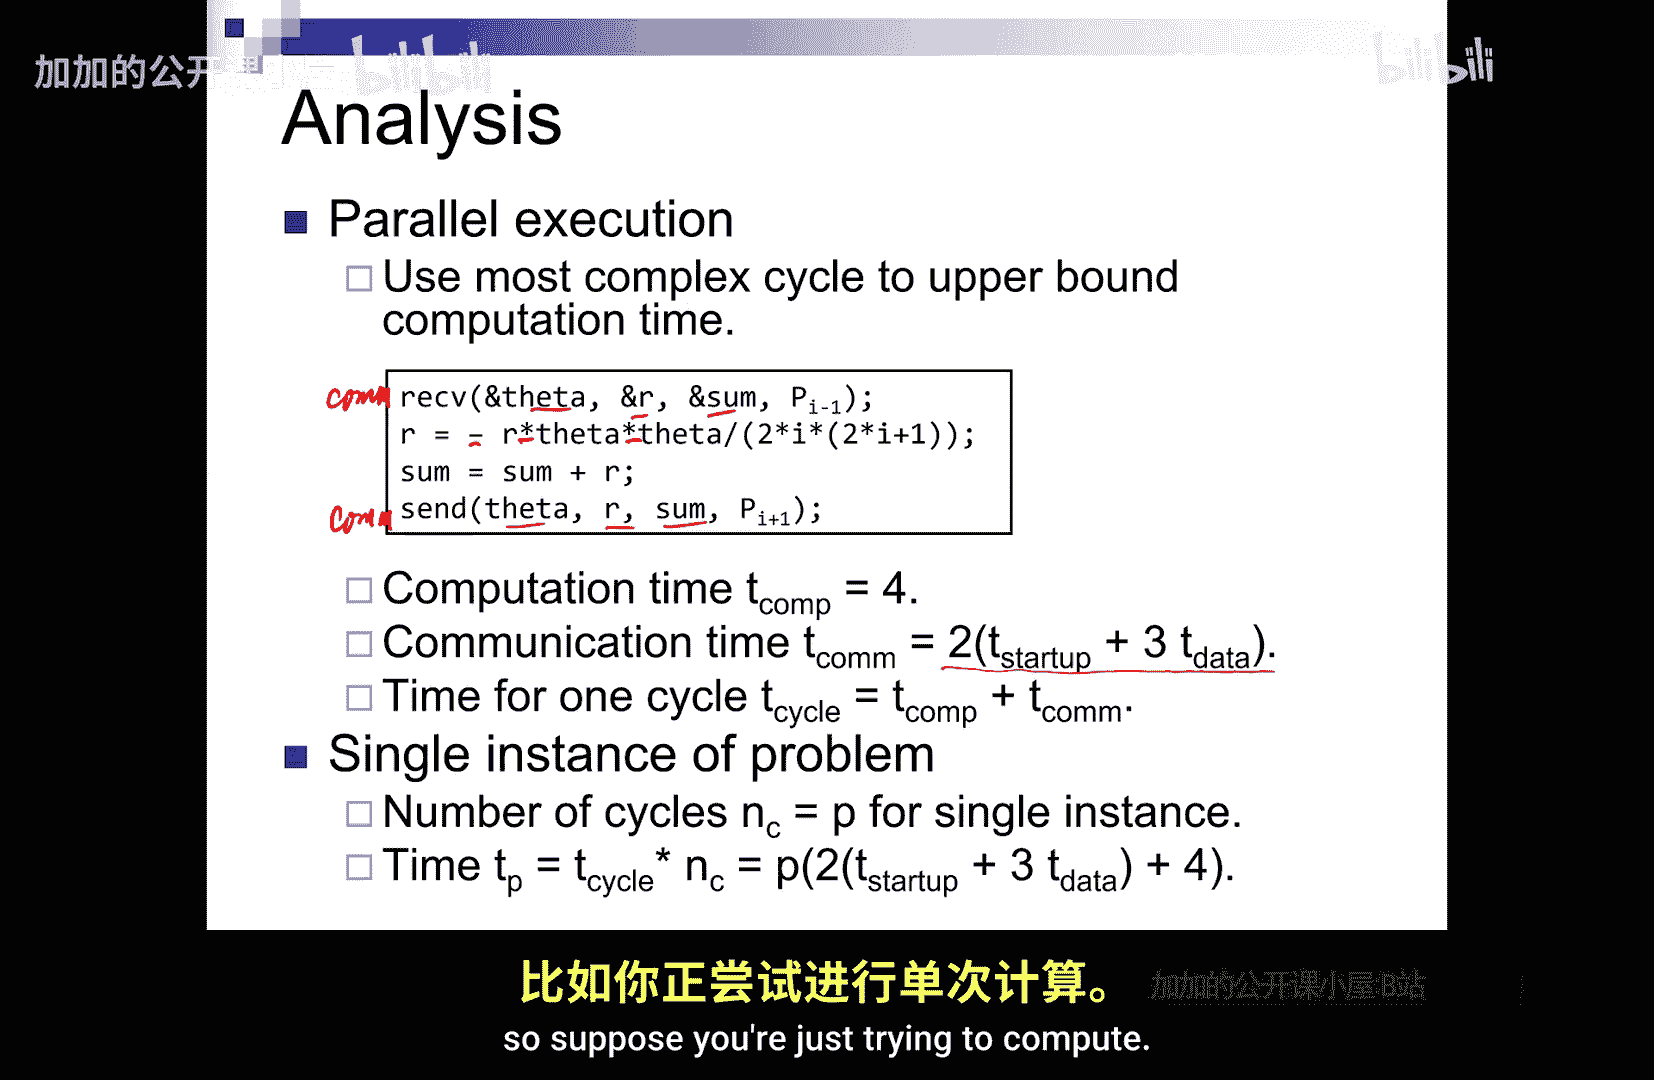 加加的公开
bilibili
bilibili
Analysis
Parallel execution
Use most complex cycle to upper bound
computation time.
comm recv(&theta, &r, &sum, Pi-1);
r = - r*theta*theta/(2*i*(2*i+1));
sum = sum + r;
comm send(theta, r, sum, Pi+1);
Computation time tcomp = 4.
Communication time tcomm = 2(tstartup + 3 tdata).
Time for one cycle tcycle = tcomp + tcomm.
Single instance of problem
Number of cycles nc = p for single instance.
Time tp = tcycle* nc = p(2(tstartup + 3 tdata) + 4).
比如你正尝试进行单次计算。
加加的公开课小屋B站
so suppose you're just trying to compute.